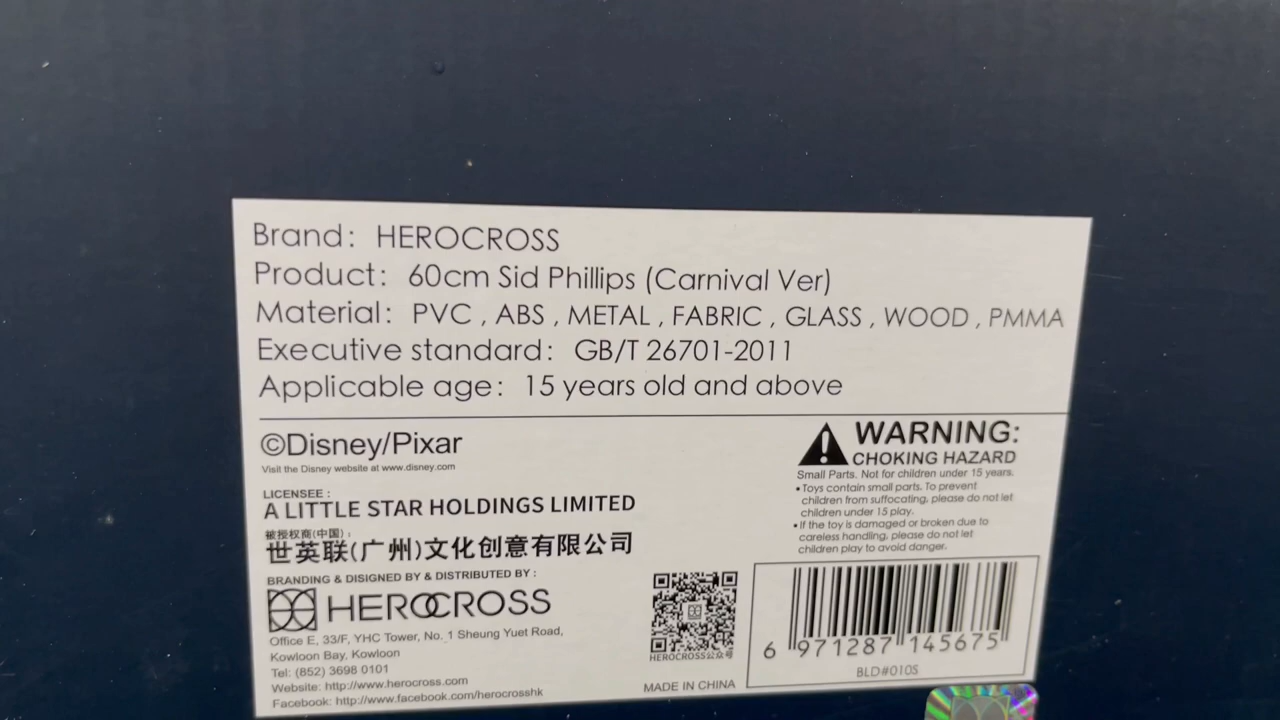 Brand: HEROCROSS
Product: 60cm Sid Phillips (Carnival Ver)
Material: PVC , ABS , METAL , FABRIC , GLASS , WOOD , PMMA
Executive standard: GB/T 26701-2011
Applicable age: 15 years old and above
©Disney/Pixar
Visit the Disney website at www.disney.com
LICENSEE :
A LITTLE STAR HOLDINGS LIMITED
被授权商(中国) :
世英联(广州)文化创意有限公司
BRANDING & DISIGNED BY & DISTRIBUTED BY :
HEROCROSS
Office E, 33/F, YHC Tower, No. 1 Sheung Yuet Road,
Kowloon Bay, Kowloon
Tel: (852) 3698 0101
Website: http://www.herocross.com
Facebook: http://www.facebook.com/herocrosshk
WARNING:
CHOKING HAZARD
Small Parts. Not for children under 15 years.
• Toys contain small parts. To prevent
children from suffocating, please do not let
children under 15 play.
• If the toy is damaged or broken due to
careless handling, please do not let
children play to avoid danger.
HEROCROSS公众号
MADE IN CHINA
6 971287 145675
BLD#010S